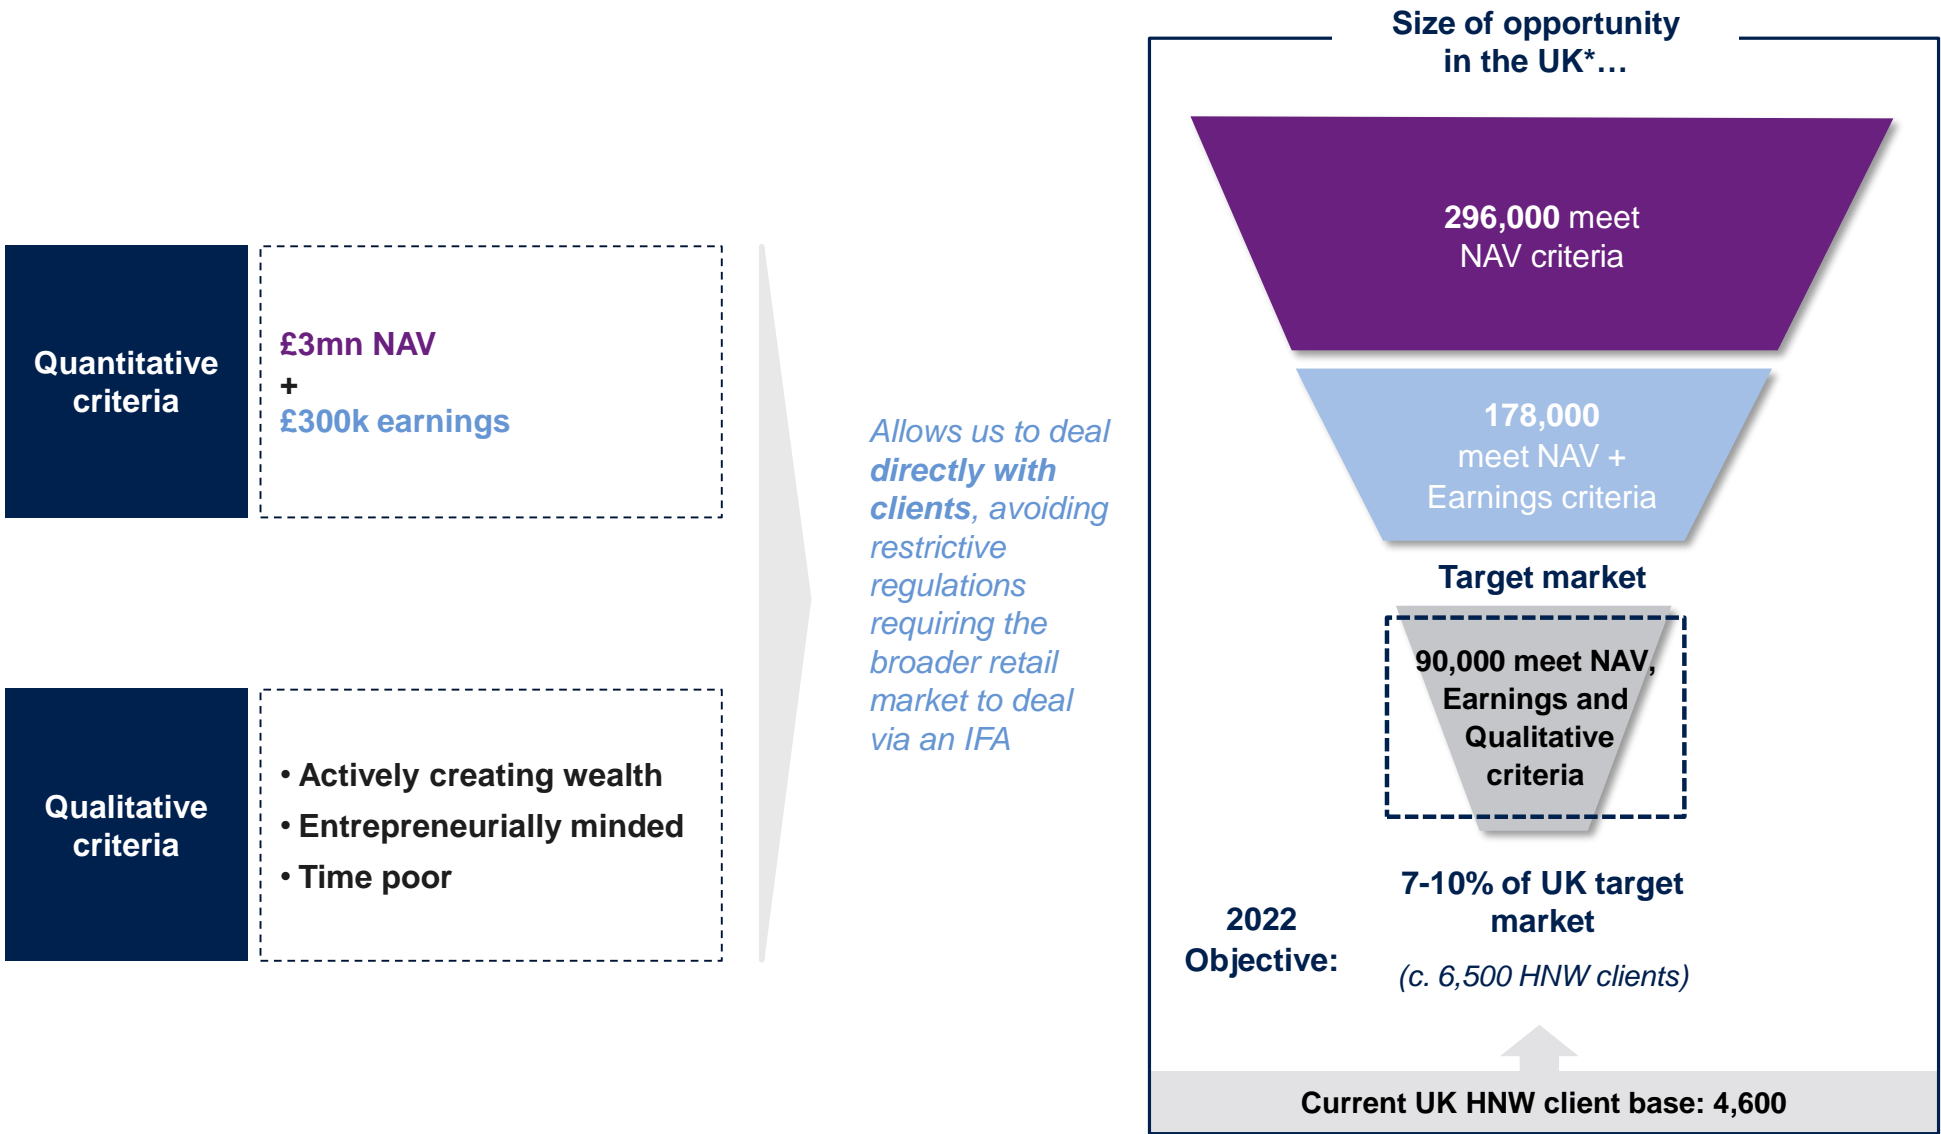 Quantitative
criteria
£3mn NAV
+
£300k earnings
Qualitative
criteria
• Actively creating wealth
• Entrepreneurially minded
• Time poor
Allows us to deal
directly with
clients, avoiding
restrictive
regulations
requiring the
broader retail
market to deal
via an IFA
Size of opportunity
in the UK*…
296,000 meet
NAV criteria
178,000
meet NAV +
Earnings criteria
Target market
90,000 meet NAV,
Earnings and
Qualitative
criteria
2022
Objective:
7-10% of UK target
market
(c. 6,500 HNW clients)
Current UK HNW client base: 4,600